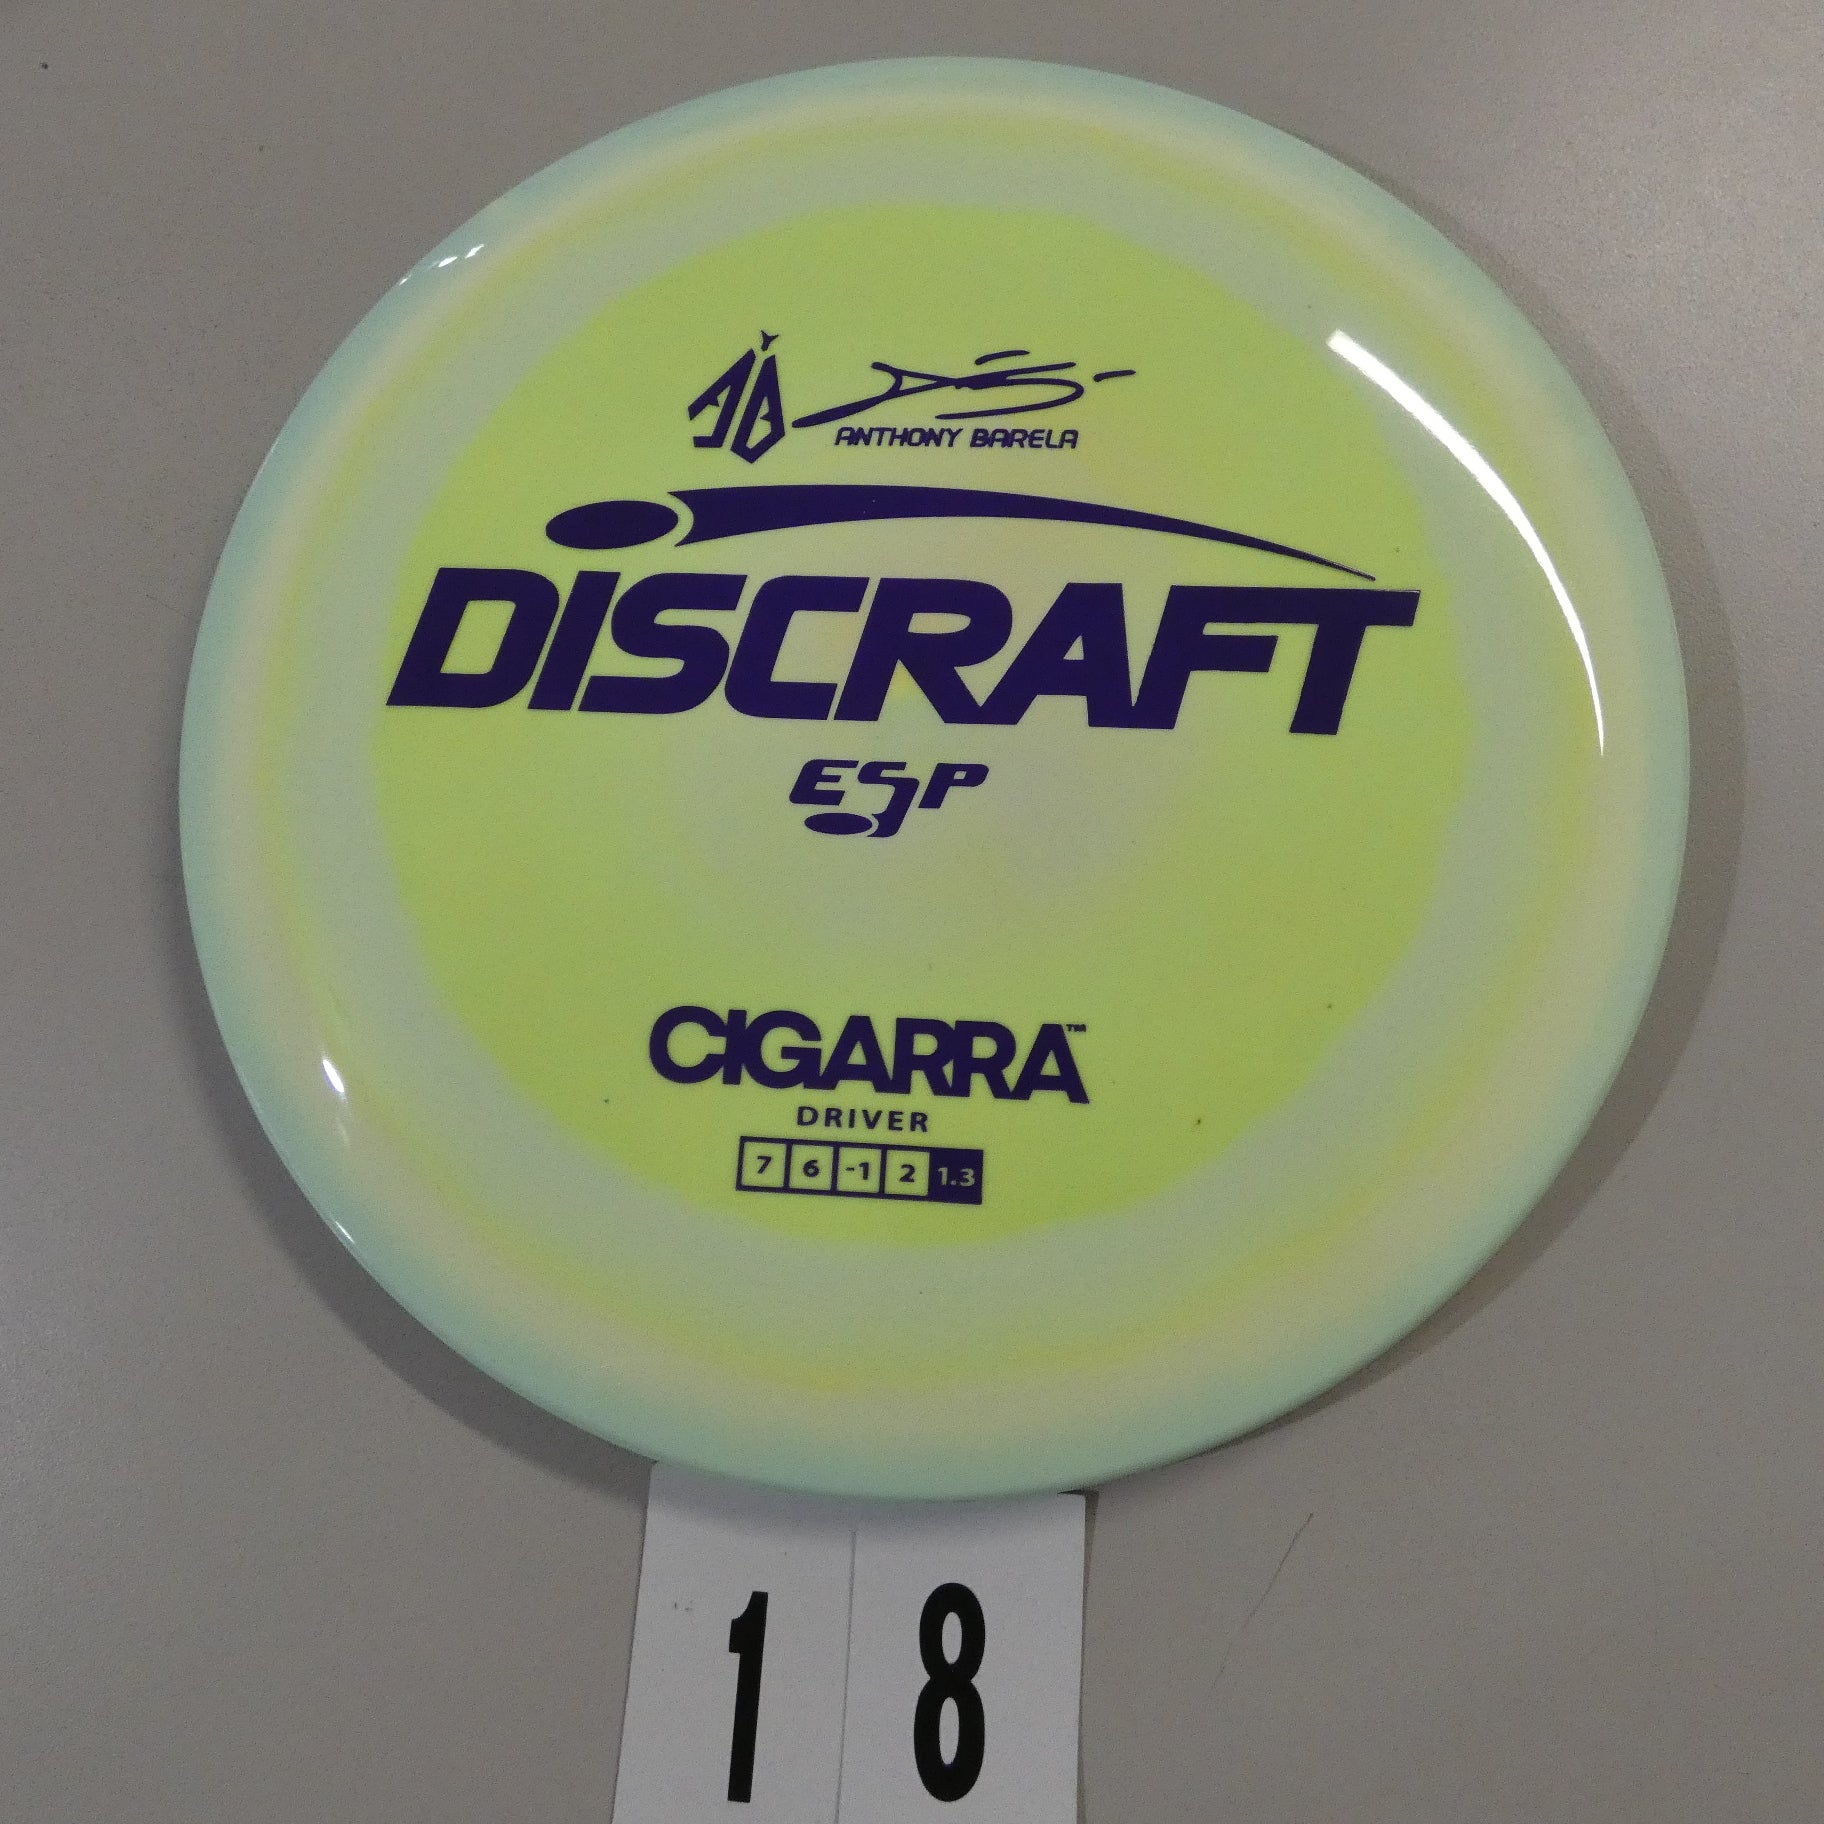 AB
ANTHONY BARELA
DISCRAFT
ESP
CIGARRA™
DRIVER
7 6 -1 2 1.3
1 8